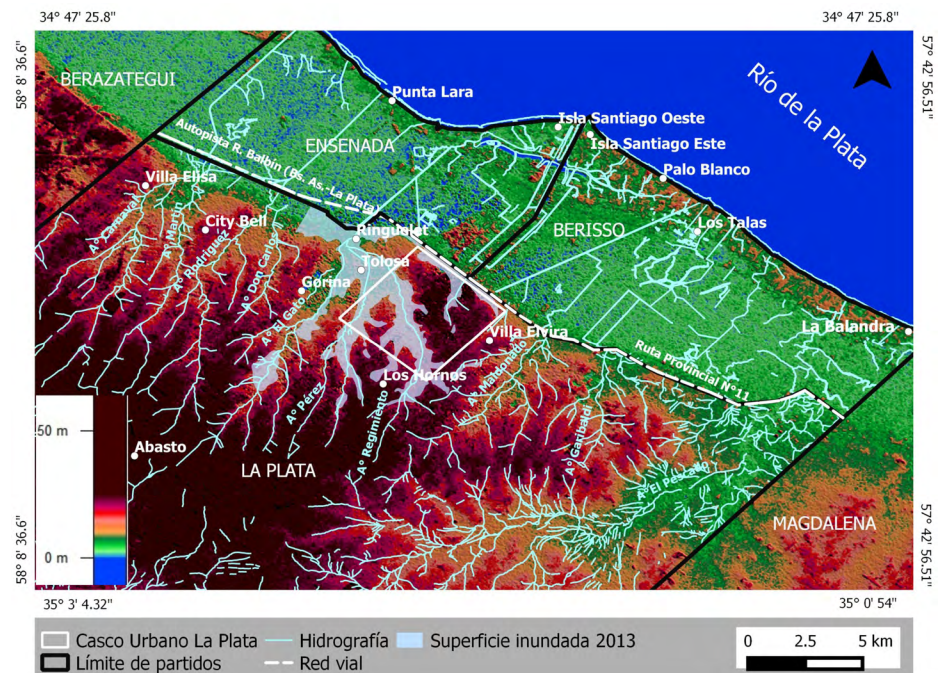 34° 47' 25.8"
34° 47' 25.8"
58° 8' 36.6"
57° 42' 56.51"
BERAZATEGUI
Punta Lara
Río de la Plata
Isla Santiago Oeste
Autopista R. Balbín (Bs. As.-La Plata)
ENSENADA
Isla Santiago Este
Villa Elisa
Palo Blanco
A° Carnaval
A° Martín
City Bell
A° Rodríguez
A° Don Carlos
Ringuelet
BERISSO
Los Talas
Tolosa
Gorina
A° El Gato
Villa Elvira
La Balandra
A° Maldonado
Ruta Provincial N°11
A° Pérez
Los Hornos
A° Regimiento
A° Garibaldi
50 m
Abasto
LA PLATA
A° El Pescado
MAGDALENA
0 m
58° 8' 36.6"
57° 42' 56.51"
35° 3' 4.32"
35° 0' 54"
Casco Urbano La Plata
Hidrografía
Superficie inundada 2013
0 2.5 5 km
Límite de partidos
Red vial